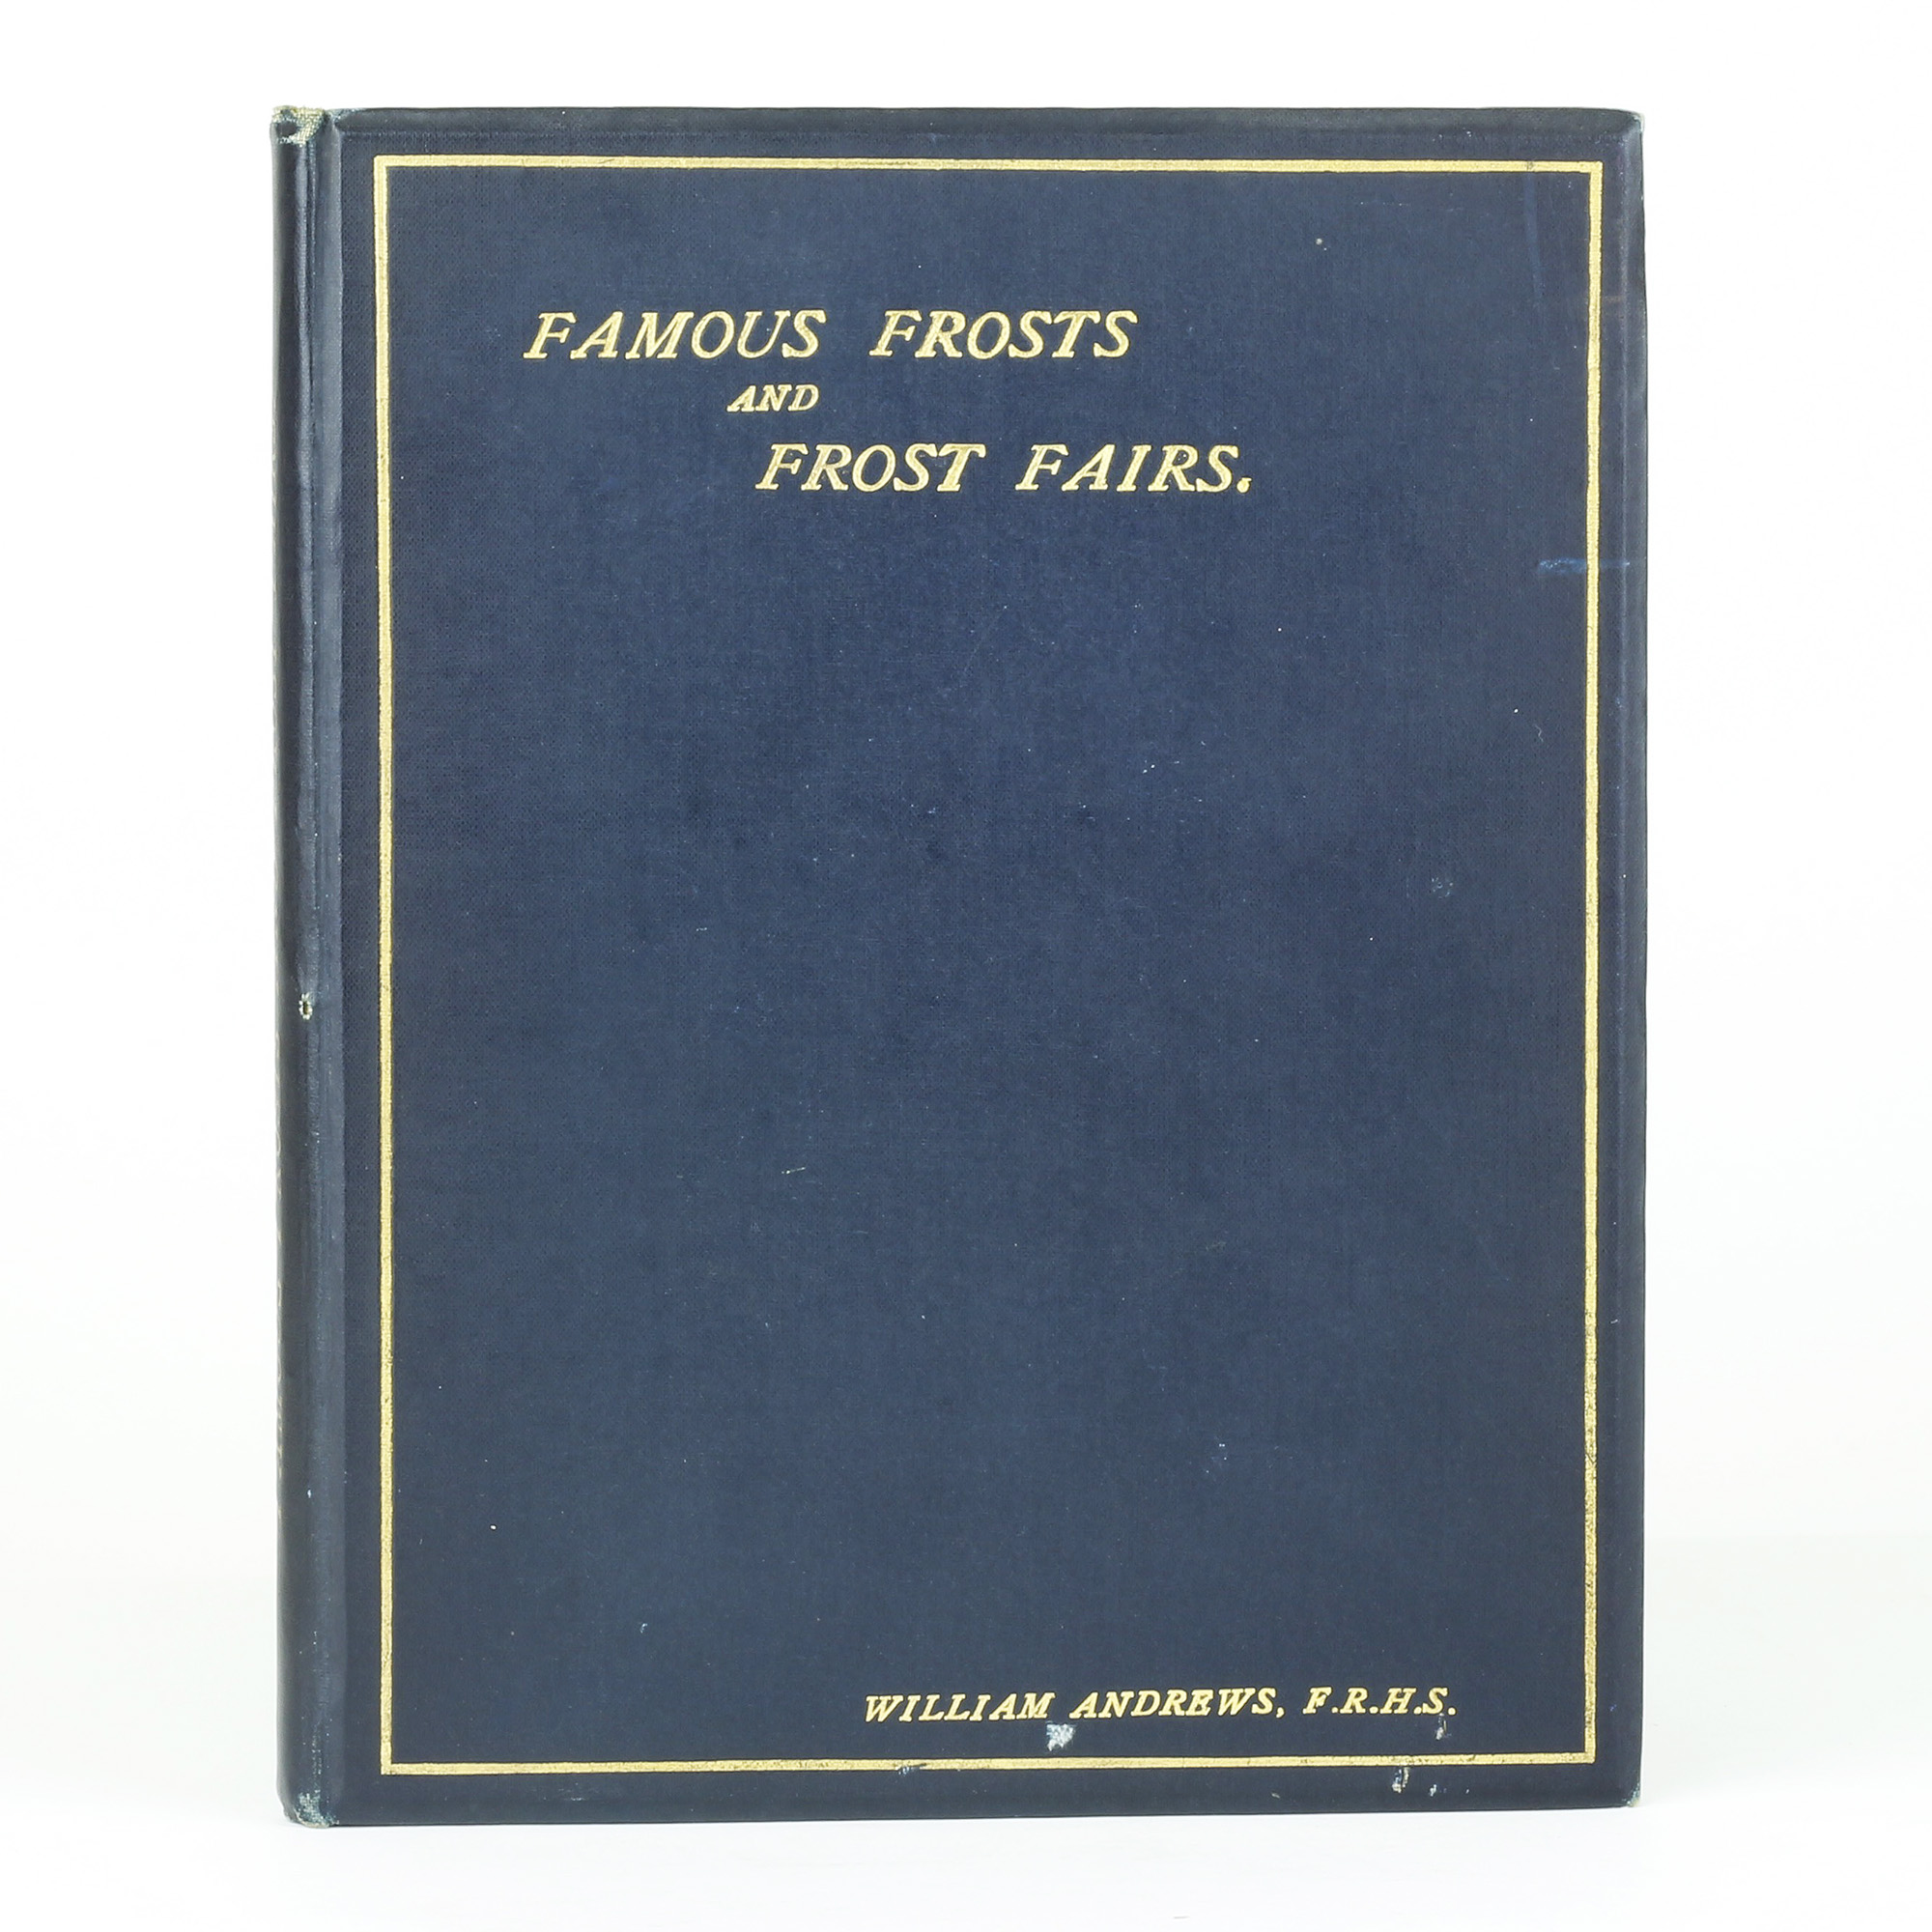 FAMOUS FROSTS
AND
FROST FAIRS.
WILLIAM ANDREWS, F.R.H.S.